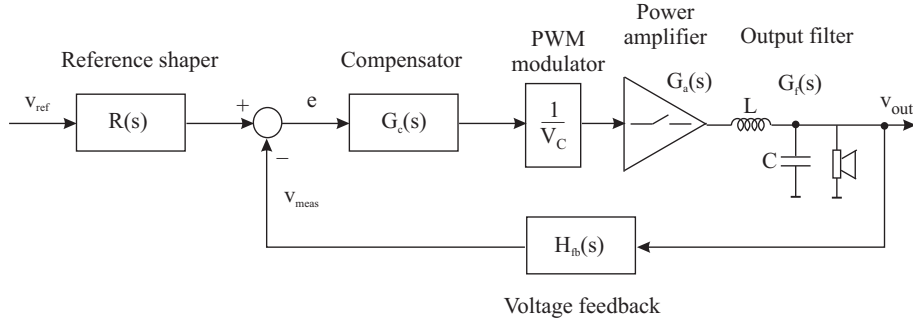 Power
amplifier
Output filter
PWM
modulator
Reference shaper
Compensator
G_a(s)
G_f(s)
v_ref
R(s)
+
e
G_c(s)
1
V_C
L
v_out
−
C
v_meas
H_fb(s)
Voltage feedback